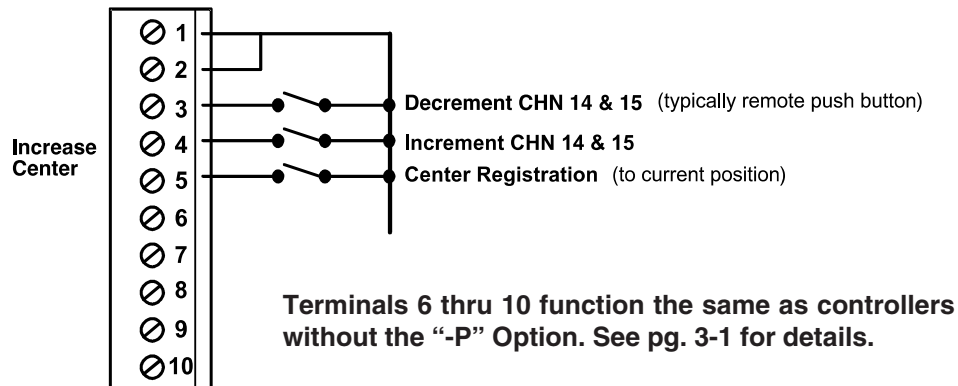 1
2
3 Decrement CHN 14 & 15 (typically remote push button)
Increase 4 Increment CHN 14 & 15
Center
5 Center Registration (to current position)
6
7
8
9
10
Terminals 6 thru 10 function the same as controllers
without the “-P” Option. See pg. 3-1 for details.